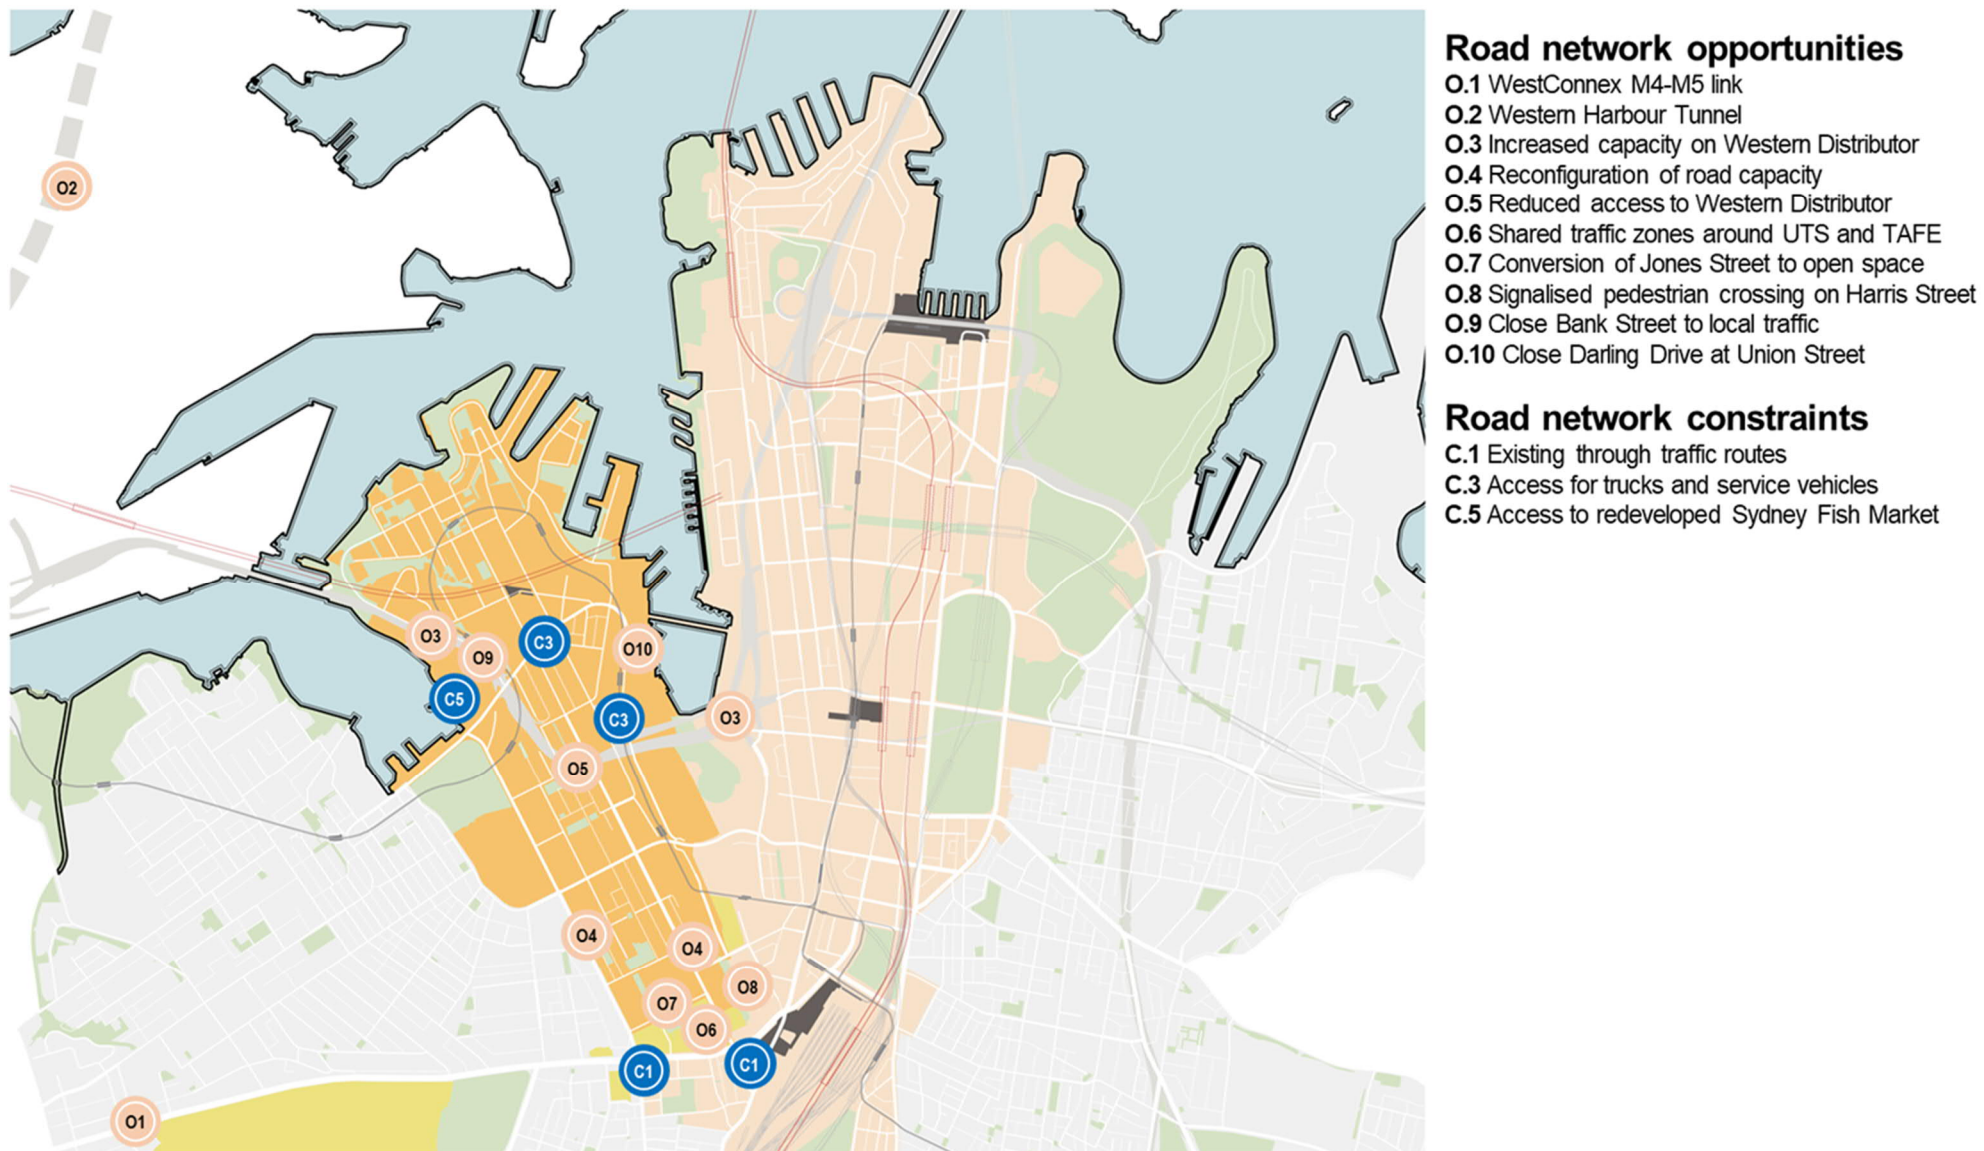 Road network opportunities
O.1 WestConnex M4-M5 link
O.2 Western Harbour Tunnel
O.3 Increased capacity on Western Distributor
O.4 Reconfiguration of road capacity
O.5 Reduced access to Western Distributor
O.6 Shared traffic zones around UTS and TAFE
O.7 Conversion of Jones Street to open space
O.8 Signalised pedestrian crossing on Harris Street
O.9 Close Bank Street to local traffic
O.10 Close Darling Drive at Union Street
Road network constraints
C.1 Existing through traffic routes
C.3 Access for trucks and service vehicles
C.5 Access to redeveloped Sydney Fish Market
O2
O3
C3
O10
O9
C5
C3
O3
O5
O4
O4
O8
O7
O6
C1
C1
O1